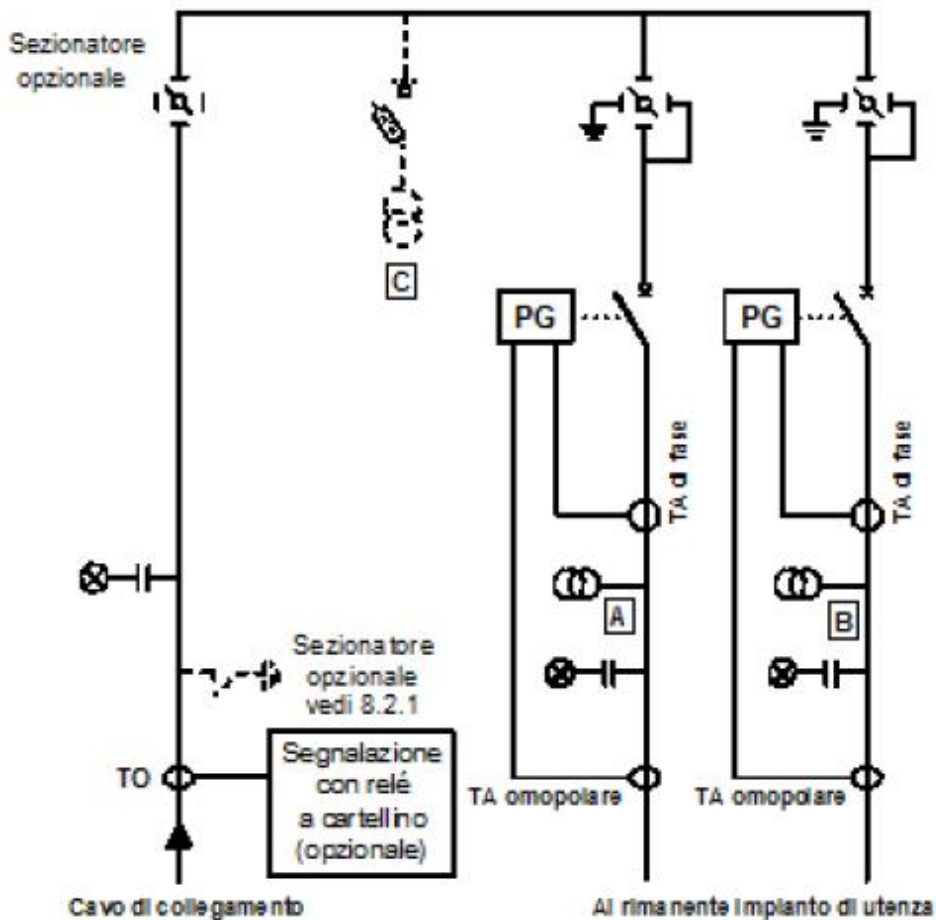 Sezionatore
opzionale
C
PG
PG
TA di fase
TA di fase
A
B
Sezionatore
opzionale
vedi 8.2.1
TO
Segnalazione
con relé
a cartellino
(opzionale)
TA omopolare
TA omopolare
Cavo di collegamento
Al rimanente impianto di utenza